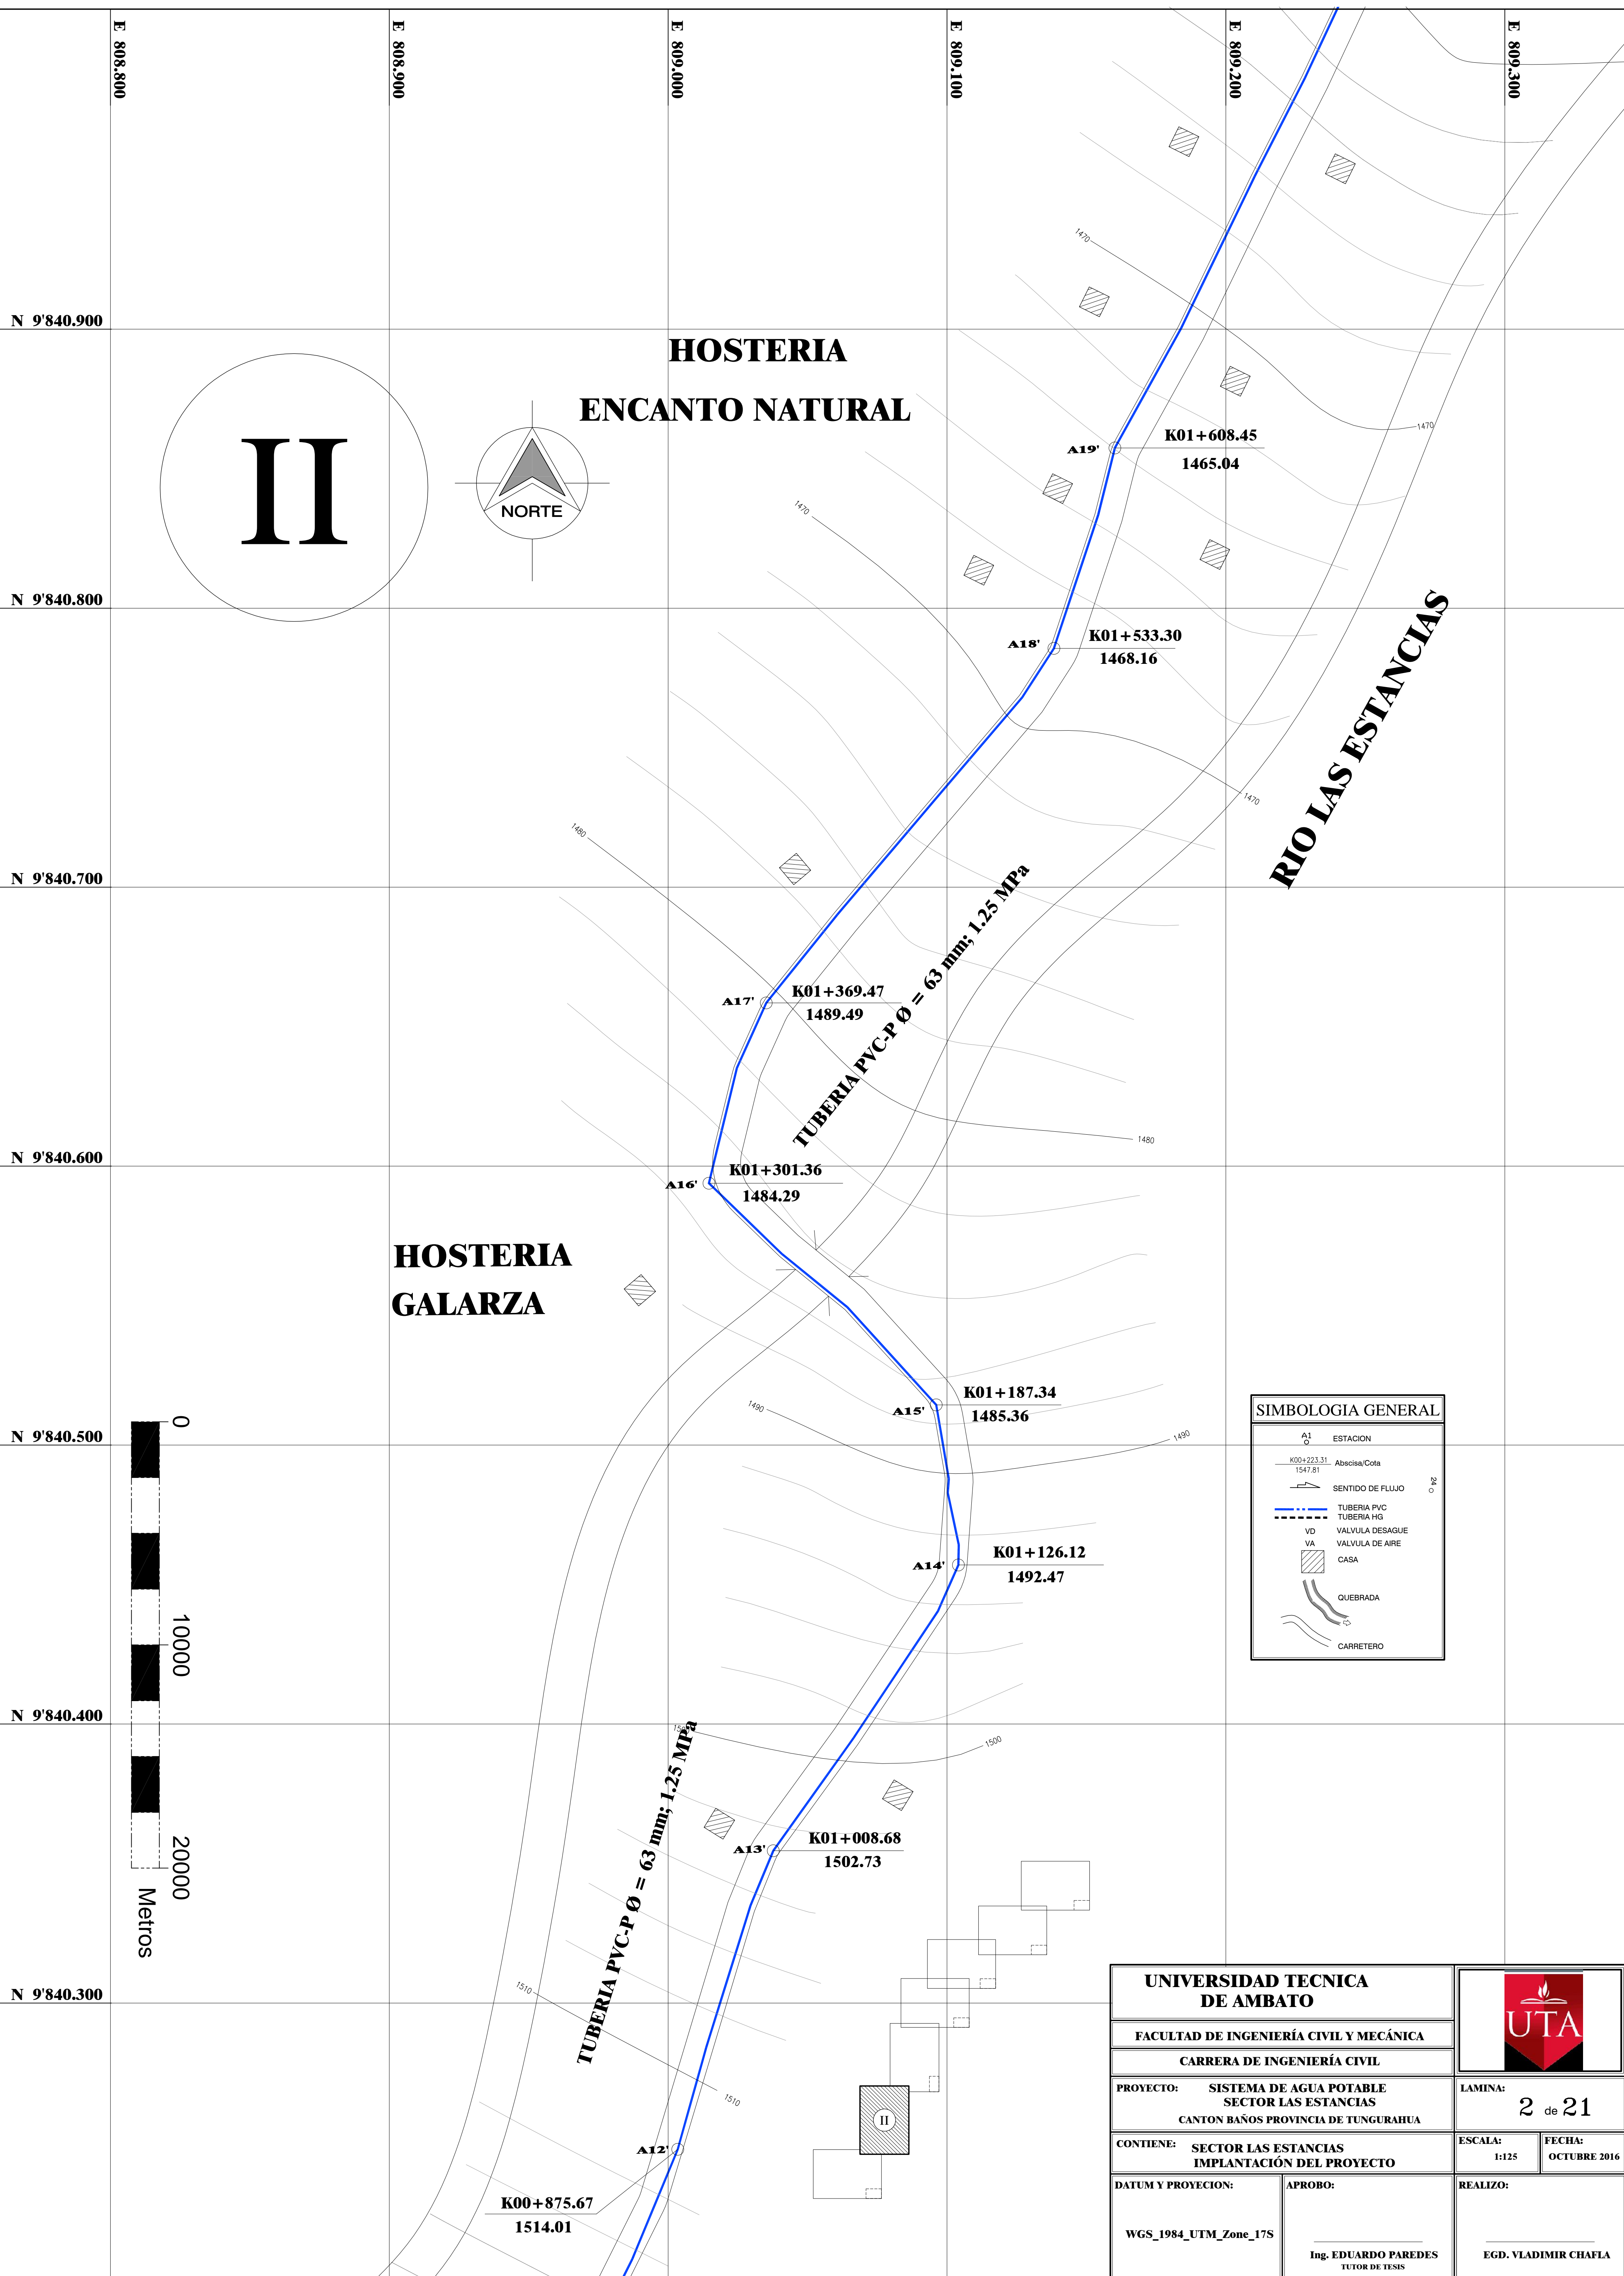 E 808.800
E 808.900
E 809.000
E 809.100
E 809.200
E 809.300
1470
N 9'840.900
HOSTERIA
ENCANTO NATURAL
II
NORTE
1470
K01+608.45
A19'
1465.04
1470
N 9'840.800
K01+533.30
A18'
1468.16
RIO LAS ESTANCIAS
1470
1480
N 9'840.700
TUBERIA PVC-P Ø = 63 mm; 1.25 MPa
K01+369.47
A17'
1489.49
1480
N 9'840.600
K01+301.36
A16'
1484.29
HOSTERIA
GALARZA
K01+187.34
A15'
1485.36
1490
1490
N 9'840.500
0
10000
20000
Metros
SIMBOLOGIA GENERAL
A1
ESTACION
K00+223.31
1547.81
Abscisa/Cota
SENTIDO DE FLUJO
24
TUBERIA PVC
TUBERIA HG
VD VALVULA DESAGUE
VA VALVULA DE AIRE
CASA
QUEBRADA
CARRETERO
K01+126.12
A14'
1492.47
N 9'840.400
1500
TUBERIA PVC-P Ø = 63 mm; 1.25 MPa
K01+008.68
A13'
1502.73
N 9'840.300
1510
1510
II
A12'
K00+875.67
1514.01
UNIVERSIDAD TECNICA
DE AMBATO
UTA
FACULTAD DE INGENIERÍA CIVIL Y MECÁNICA
CARRERA DE INGENIERÍA CIVIL
PROYECTO: SISTEMA DE AGUA POTABLE
SECTOR LAS ESTANCIAS
CANTON BAÑOS PROVINCIA DE TUNGURAHUA
LAMINA:
2 de 21
CONTIENE: SECTOR LAS ESTANCIAS
IMPLANTACIÓN DEL PROYECTO
ESCALA:
1:125
FECHA:
OCTUBRE 2016
DATUM Y PROYECION:
WGS_1984_UTM_Zone_17S
APROBO:
Ing. EDUARDO PAREDES
TUTOR DE TESIS
REALIZO:
EGD. VLADIMIR CHAFLA